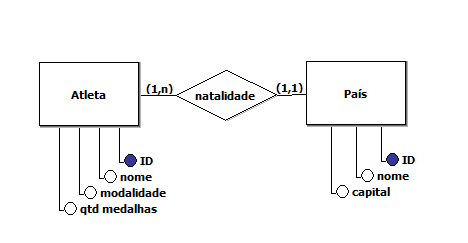 Atleta
(1,n)
natalidade
(1,1)
País
ID
nome
modalidade
qtd medalhas
ID
nome
capital